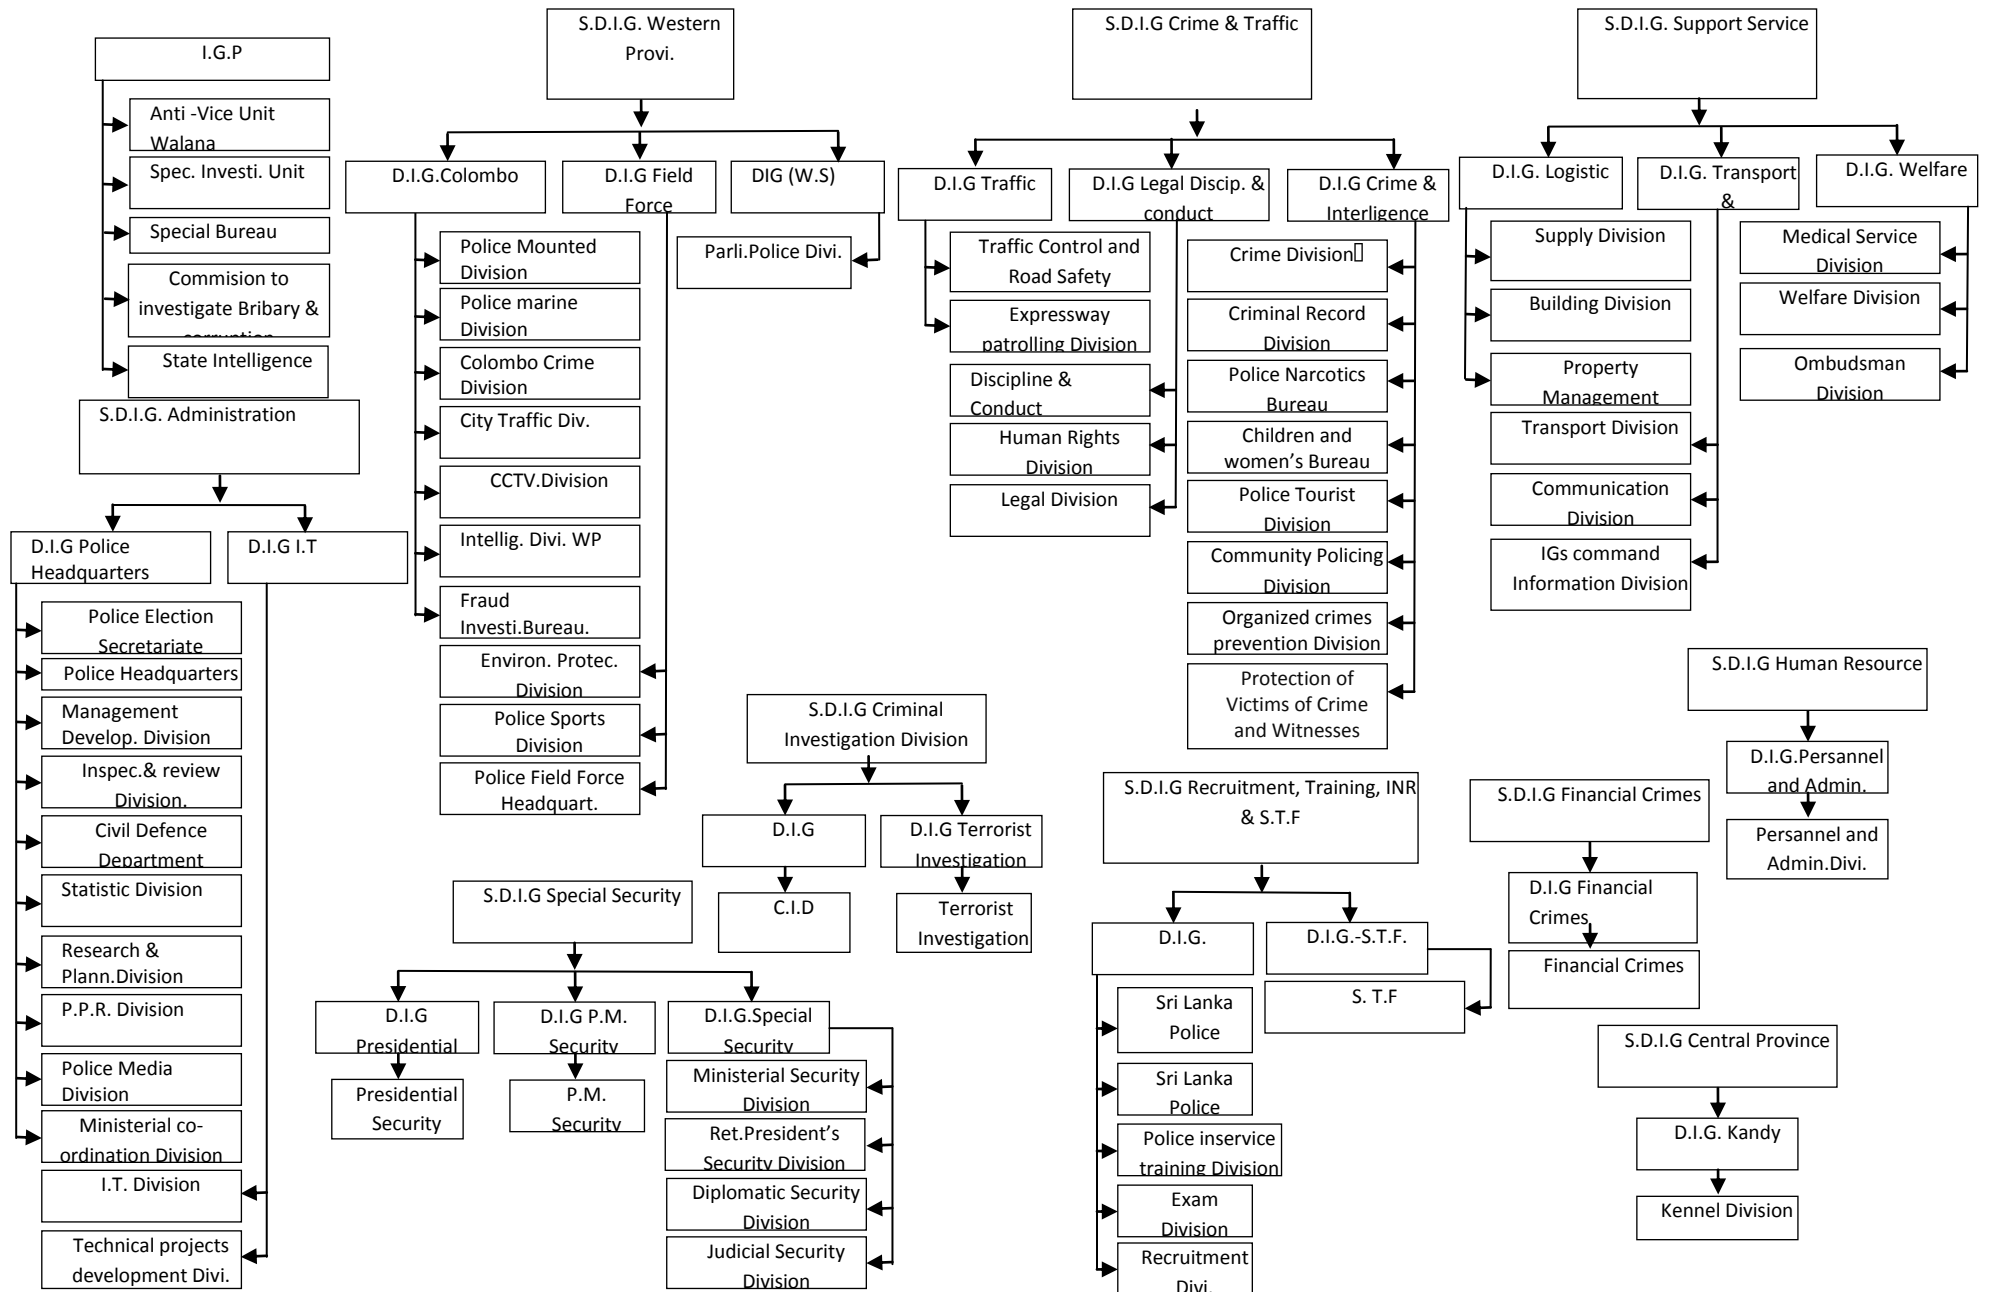 I.G.P
Anti -Vice Unit
Walana
Spec. Investi. Unit
Special Bureau
Commision to
investigate Bribary &
corruption
State Intelligence
S.D.I.G. Administration
D.I.G Police
Headquarters
D.I.G I.T
Police Election
Secretariate
Police Headquarters
Management
Develop. Division
Inspec.& review
Division.
Civil Defence
Department
Statistic Division
Research &
Plann.Division
P.P.R. Division
Police Media
Division
Ministerial co-
ordination Division
I.T. Division
Technical projects
development Divi.
S.D.I.G. Western
Provi.
D.I.G.Colombo
D.I.G Field
Force
DIG (W.S)
Police Mounted
Division
Police marine
Division
Colombo Crime
Division
City Traffic Div.
CCTV.Division
Intellig. Divi. WP
Fraud
Investi.Bureau.
Environ. Protec.
Division
Police Sports
Division
Police Field Force
Headquart.
Parli.Police Divi.
S.D.I.G Crime & Traffic
D.I.G Traffic
D.I.G Legal Discip. &
conduct
D.I.G Crime &
Interligence
Traffic Control and
Road Safety
Expressway
patrolling Division
Discipline &
Conduct
Human Rights
Division
Legal Division
Crime Division
Criminal Record
Division
Police Narcotics
Bureau
Children and
women’s Bureau
Police Tourist
Division
Community Policing
Division
Organized crimes
prevention Division
Protection of
Victims of Crime
and Witnesses
S.D.I.G. Support Service
D.I.G. Logistic
D.I.G. Transport
&
D.I.G. Welfare
Supply Division
Building Division
Property
Management
Transport Division
Communication
Division
IGs command
Information Division
Medical Service
Division
Welfare Division
Ombudsman
Division
S.D.I.G Criminal
Investigation Division
D.I.G
D.I.G Terrorist
Investigation
C.I.D
Terrorist
Investigation
S.D.I.G Special Security
D.I.G
Presidential
D.I.G P.M.
Security
D.I.G.Special
Security
Presidential
Security
P.M.
Security
Ministerial Security
Division
Ret.President’s
Security Division
Diplomatic Security
Division
Judicial Security
Division
S.D.I.G Recruitment, Training, INR
& S.T.F
D.I.G.
D.I.G.-S.T.F.
S. T.F
Sri Lanka
Police
Sri Lanka
Police
Police inservice
training Division
Exam
Division
Recruitment
Divi.
S.D.I.G Human Resource
D.I.G.Persannel
and Admin.
Persannel and
Admin.Divi.
S.D.I.G Financial Crimes
D.I.G Financial
Crimes
Financial Crimes
S.D.I.G Central Province
D.I.G. Kandy
Kennel Division